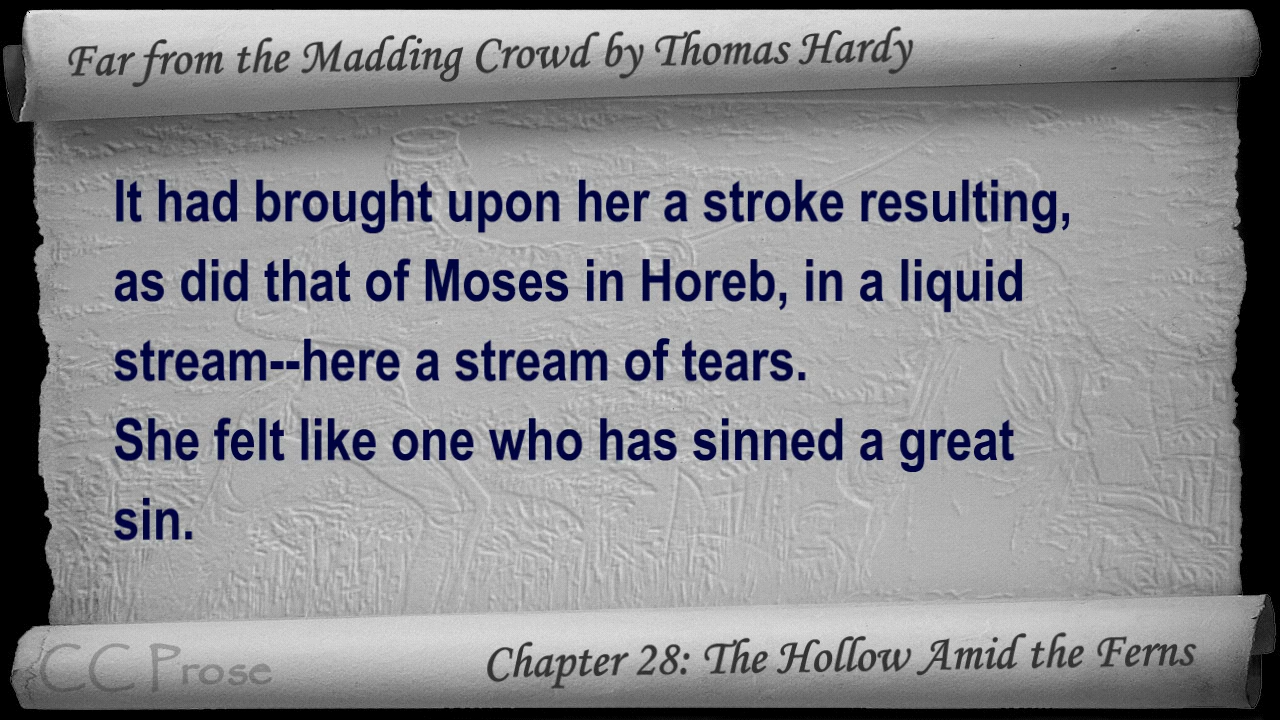 Far from the Madding Crowd by Thomas Hardy
It had brought upon her a stroke resulting,
as did that of Moses in Horeb, in a liquid
stream--here a stream of tears.
She felt like one who has sinned a great
sin.
CC Prose
Chapter 28: The Hollow Amid the Ferns